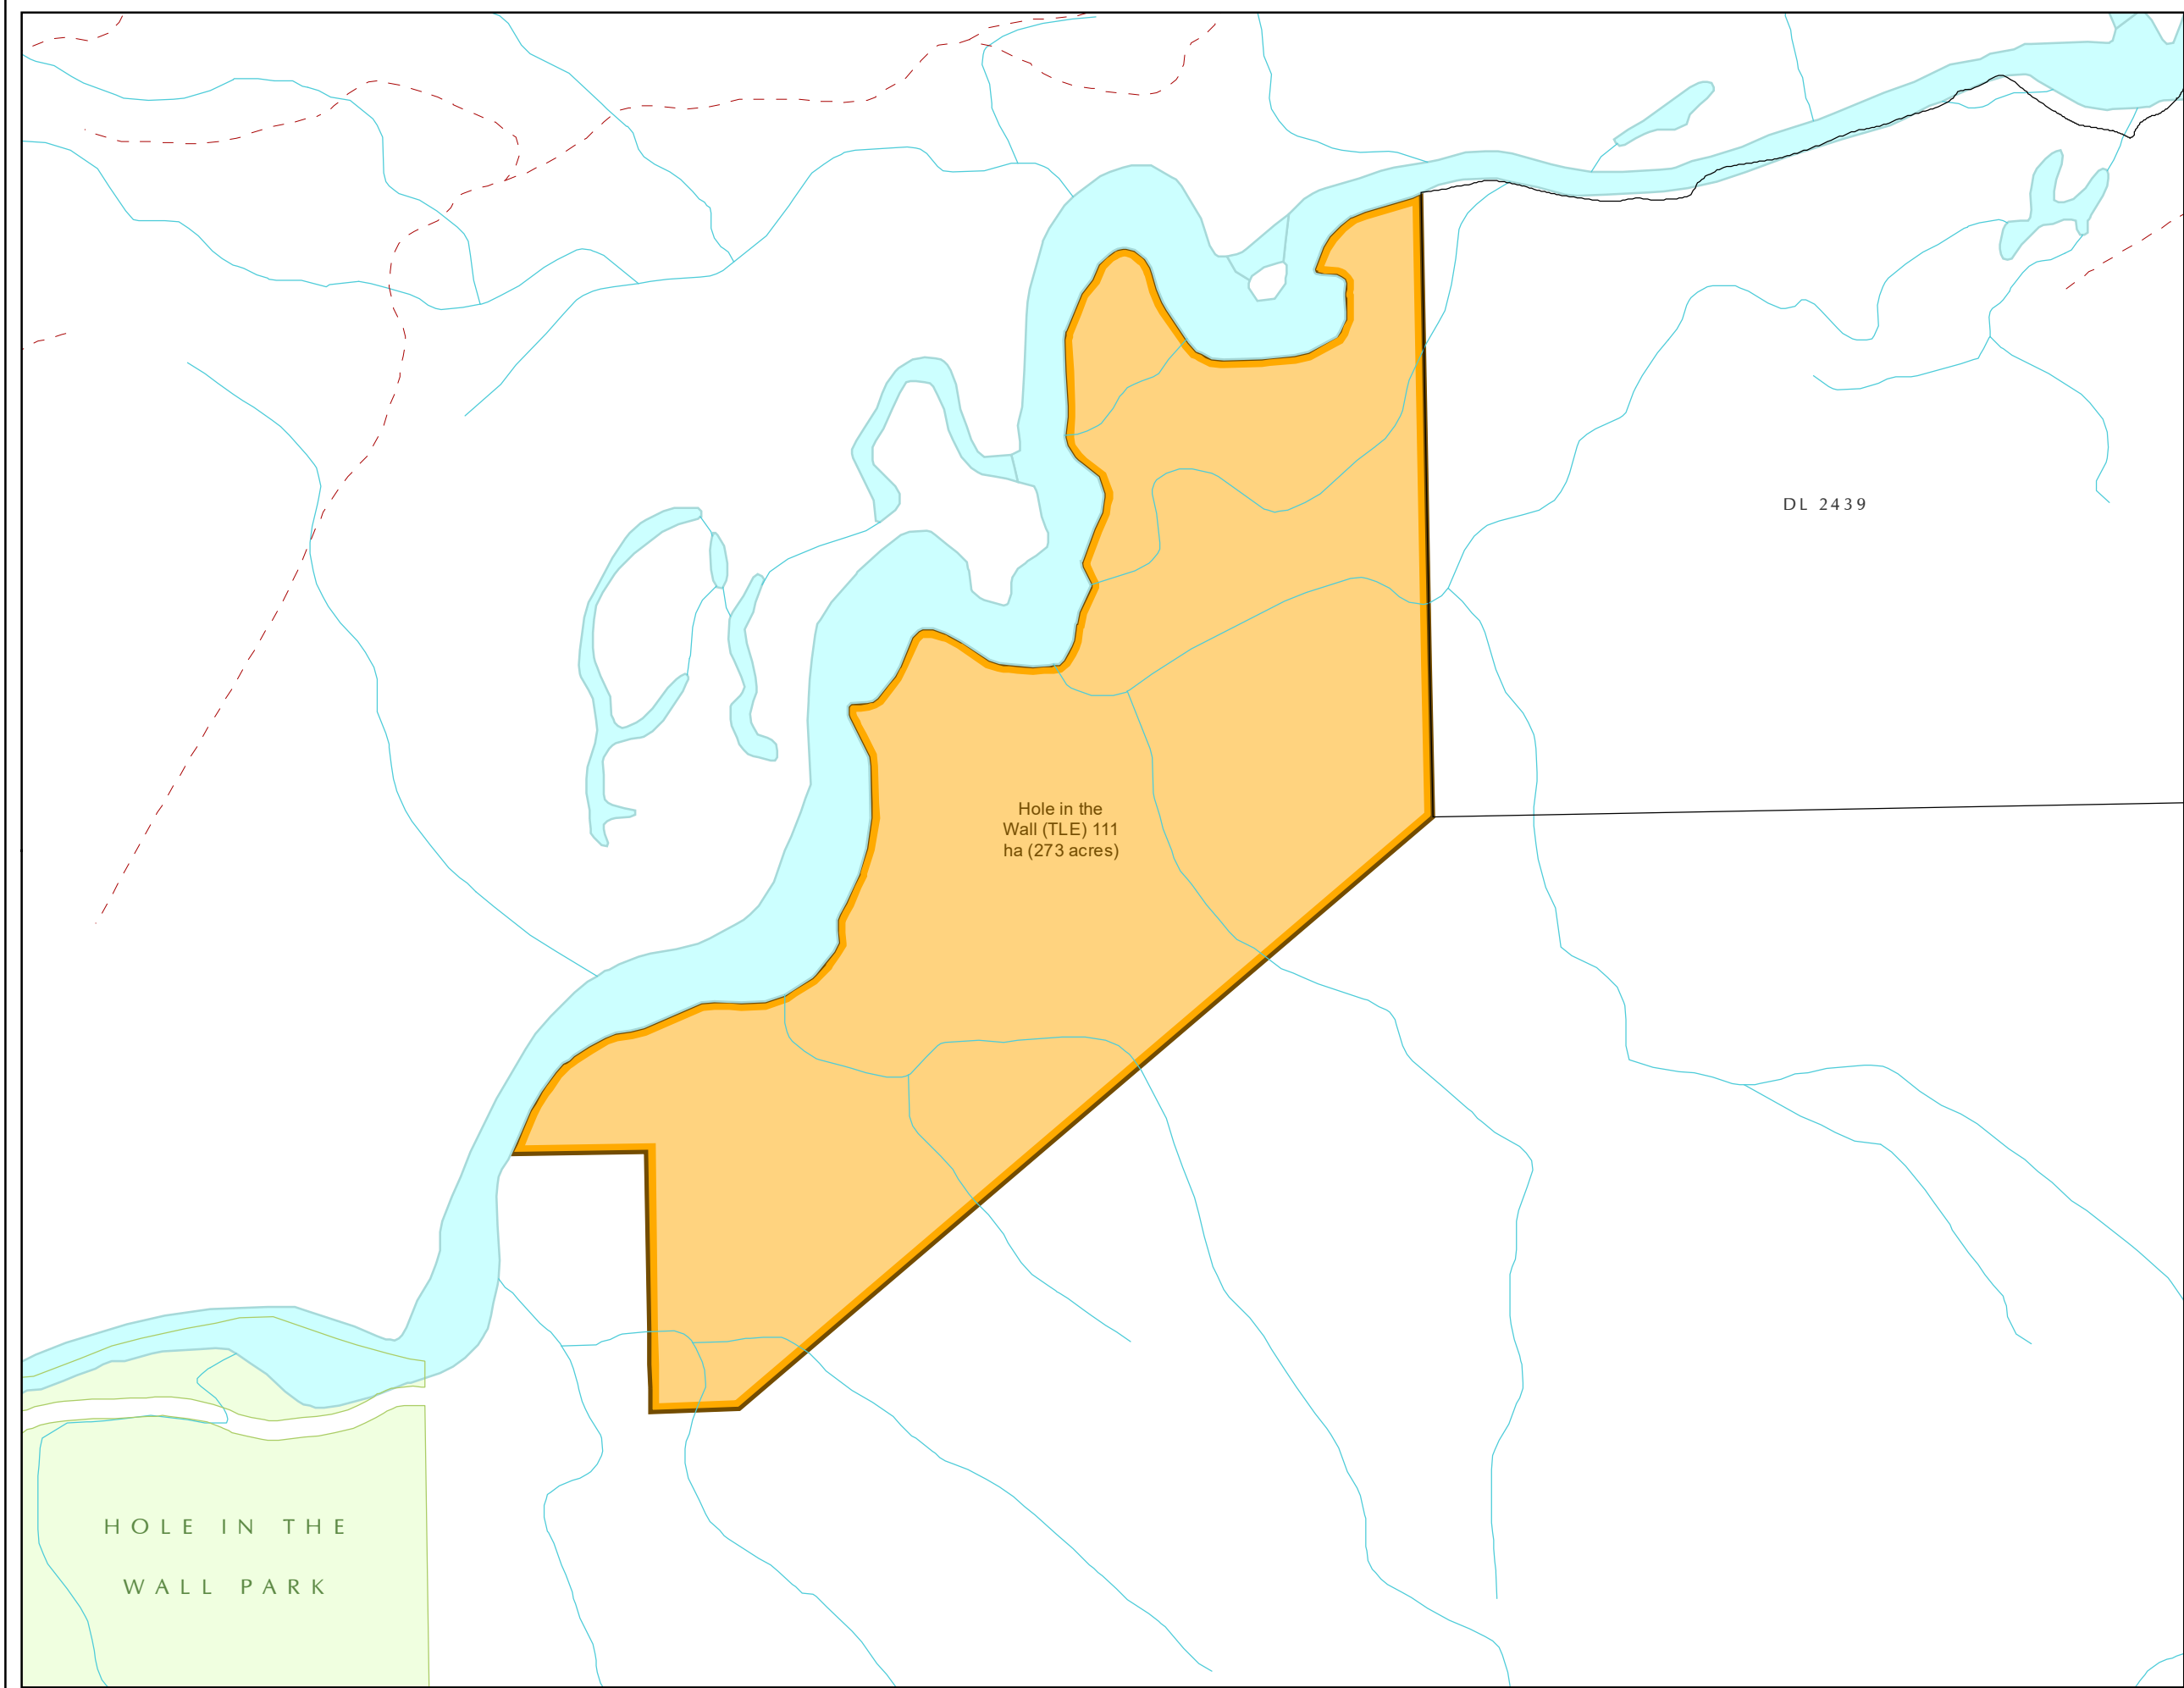 DL 2439
Hole in the
Wall (TLE) 111
ha (273 acres)
HOLE IN THE
WALL PARK